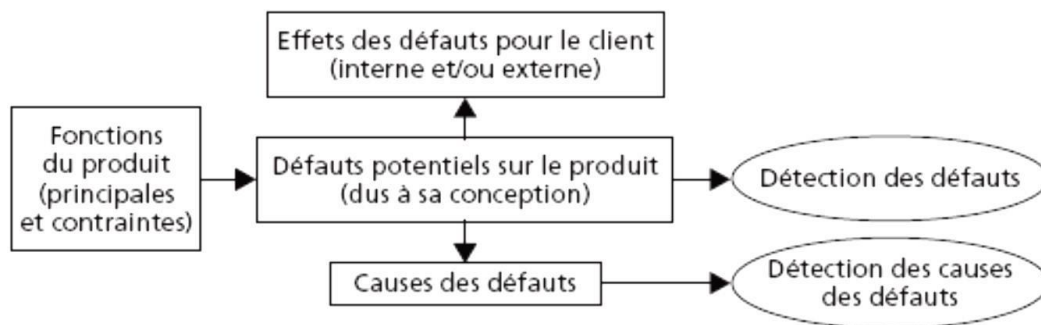 Effets des défauts pour le client
(interne et/ou externe)
Fonctions
du produit
(principales
et contraintes)
Défauts potentiels sur le produit
(dus à sa conception)
Détection des défauts
Causes des défauts
Détection des causes
des défauts